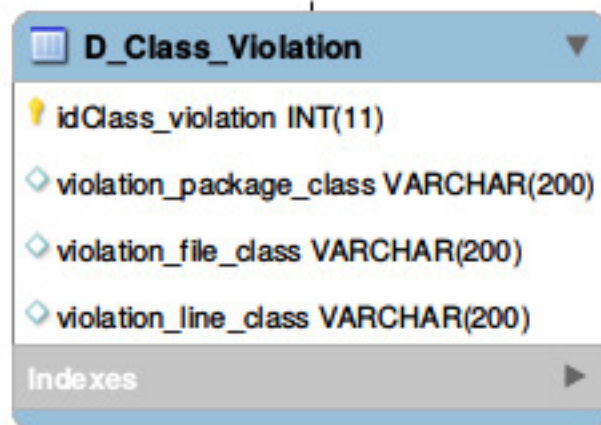 D_Class_Violation
idClass_violation INT(11)
violation_package_class VARCHAR(200)
violation_file_class VARCHAR(200)
violation_line_class VARCHAR(200)
Indexes